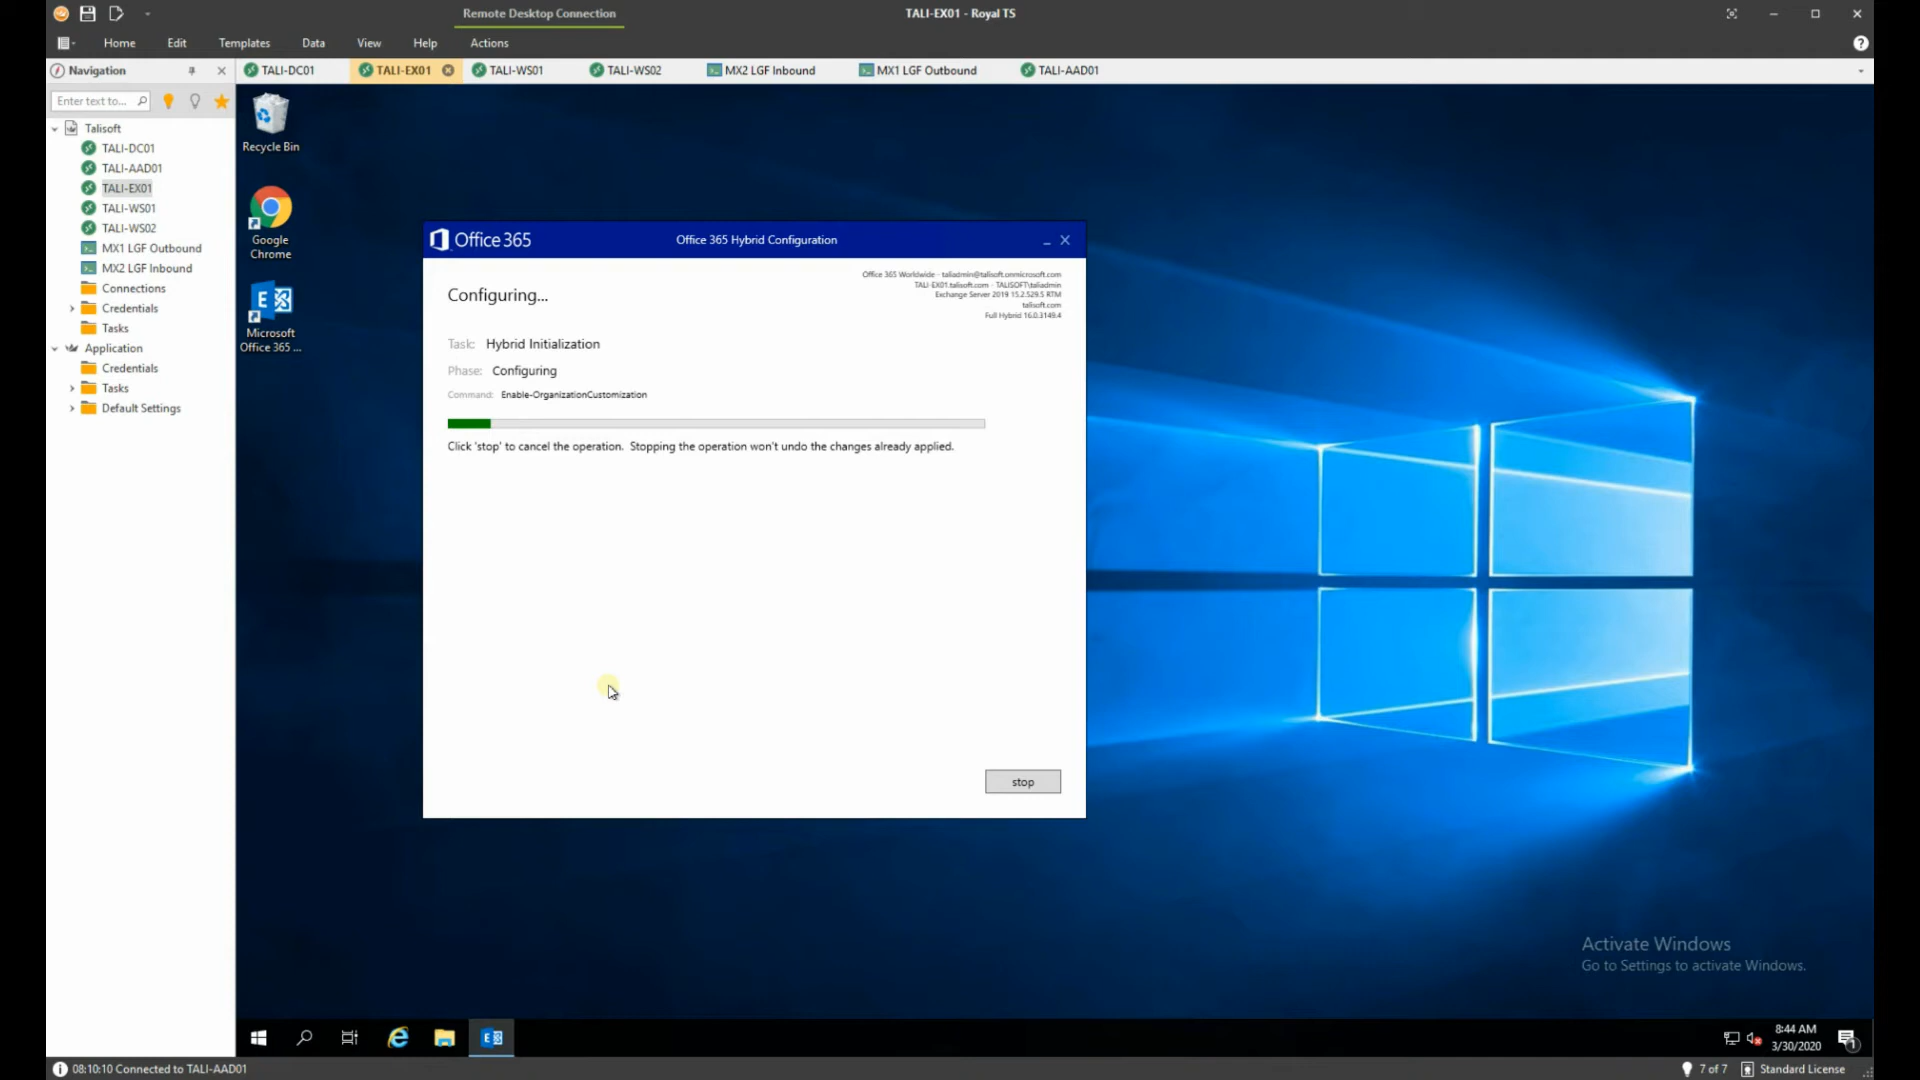 Remote Desktop Connection
TALI-EX01 - Royal TS
Home Edit Templates Data View Help Actions
Navigation
TALI-DC01 TALI-EX01 TALI-WS01 TALI-WS02 MX2 LGF Inbound MX1 LGF Outbound TALI-AAD01
Enter text to...
Talisoft
TALI-DC01
TALI-AAD01
TALI-EX01
TALI-WS01
TALI-WS02
MX1 LGF Outbound
MX2 LGF Inbound
Connections
Credentials
Tasks
Application
Credentials
Tasks
Default Settings
Recycle Bin
Google
Chrome
Microsoft
Office 365 ...
Office 365
Office 365 Hybrid Configuration
Office 365 Worldwide - taliadmin@talisoft.onmicrosoft.com
TALI-EX01.talisoft.com - TALISOFT\taliadmin
Exchange Server 2019 15.2.529.5 RTM
talisoft.com
Full Hybrid 16.0.3149.4
Configuring...
Task: Hybrid Initialization
Phase: Configuring
Command: Enable-OrganizationCustomization
Click 'stop' to cancel the operation. Stopping the operation won't undo the changes already applied.
stop
Activate Windows
Go to Settings to activate Windows.
8:44 AM
3/30/2020
1
08:10:10 Connected to TALI-AAD01
7 of 7
Standard License